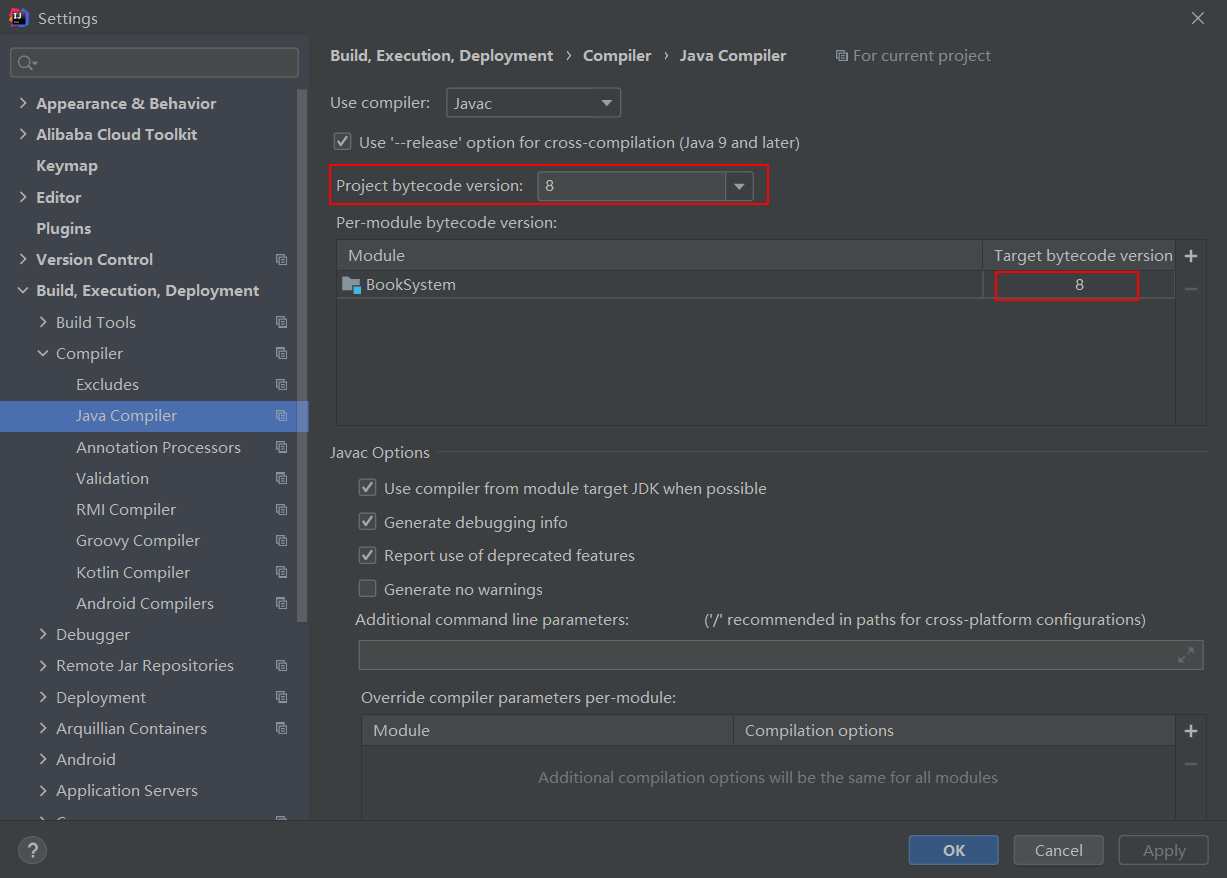 Settings
Appearance & Behavior
Alibaba Cloud Toolkit
Keymap
Editor
Plugins
Version Control
Build, Execution, Deployment
Build Tools
Compiler
Excludes
Java Compiler
Annotation Processors
Validation
RMI Compiler
Groovy Compiler
Kotlin Compiler
Android Compilers
Debugger
Remote Jar Repositories
Deployment
Arquillian Containers
Android
Application Servers
Build, Execution, Deployment › Compiler › Java Compiler For current project
Use compiler: Javac
Use '--release' option for cross-compilation (Java 9 and later)
Project bytecode version: 8
Per-module bytecode version:
Module Target bytecode version
BookSystem 8
Javac Options
Use compiler from module target JDK when possible
Generate debugging info
Report use of deprecated features
Generate no warnings
Additional command line parameters: ('/' recommended in paths for cross-platform configurations)
Override compiler parameters per-module:
Module Compilation options
Additional compilation options will be the same for all modules
? OK Cancel Apply